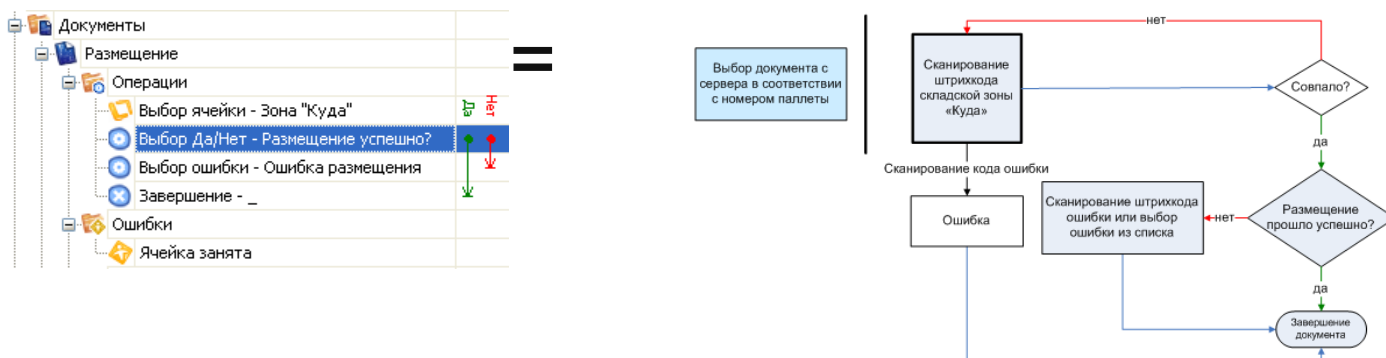 Документы
Размещение
Операции
Выбор ячейки - Зона "Куда"
Да
Нет
Выбор Да/Нет - Размещение успешно?
Выбор ошибки - Ошибка размещения
Завершение - _
Ошибки
Ячейка занята
=
Выбор документа с
сервера в соответствии
с номером паллеты
нет
Сканирование
штрихкода
складской зоны
«Куда»
Совпало?
да
Сканирование кода ошибки
Ошибка
Сканирование штрихкода
ошибки или выбор
ошибки из списка
нет
Размещение
прошло успешно?
да
Завершение
документа